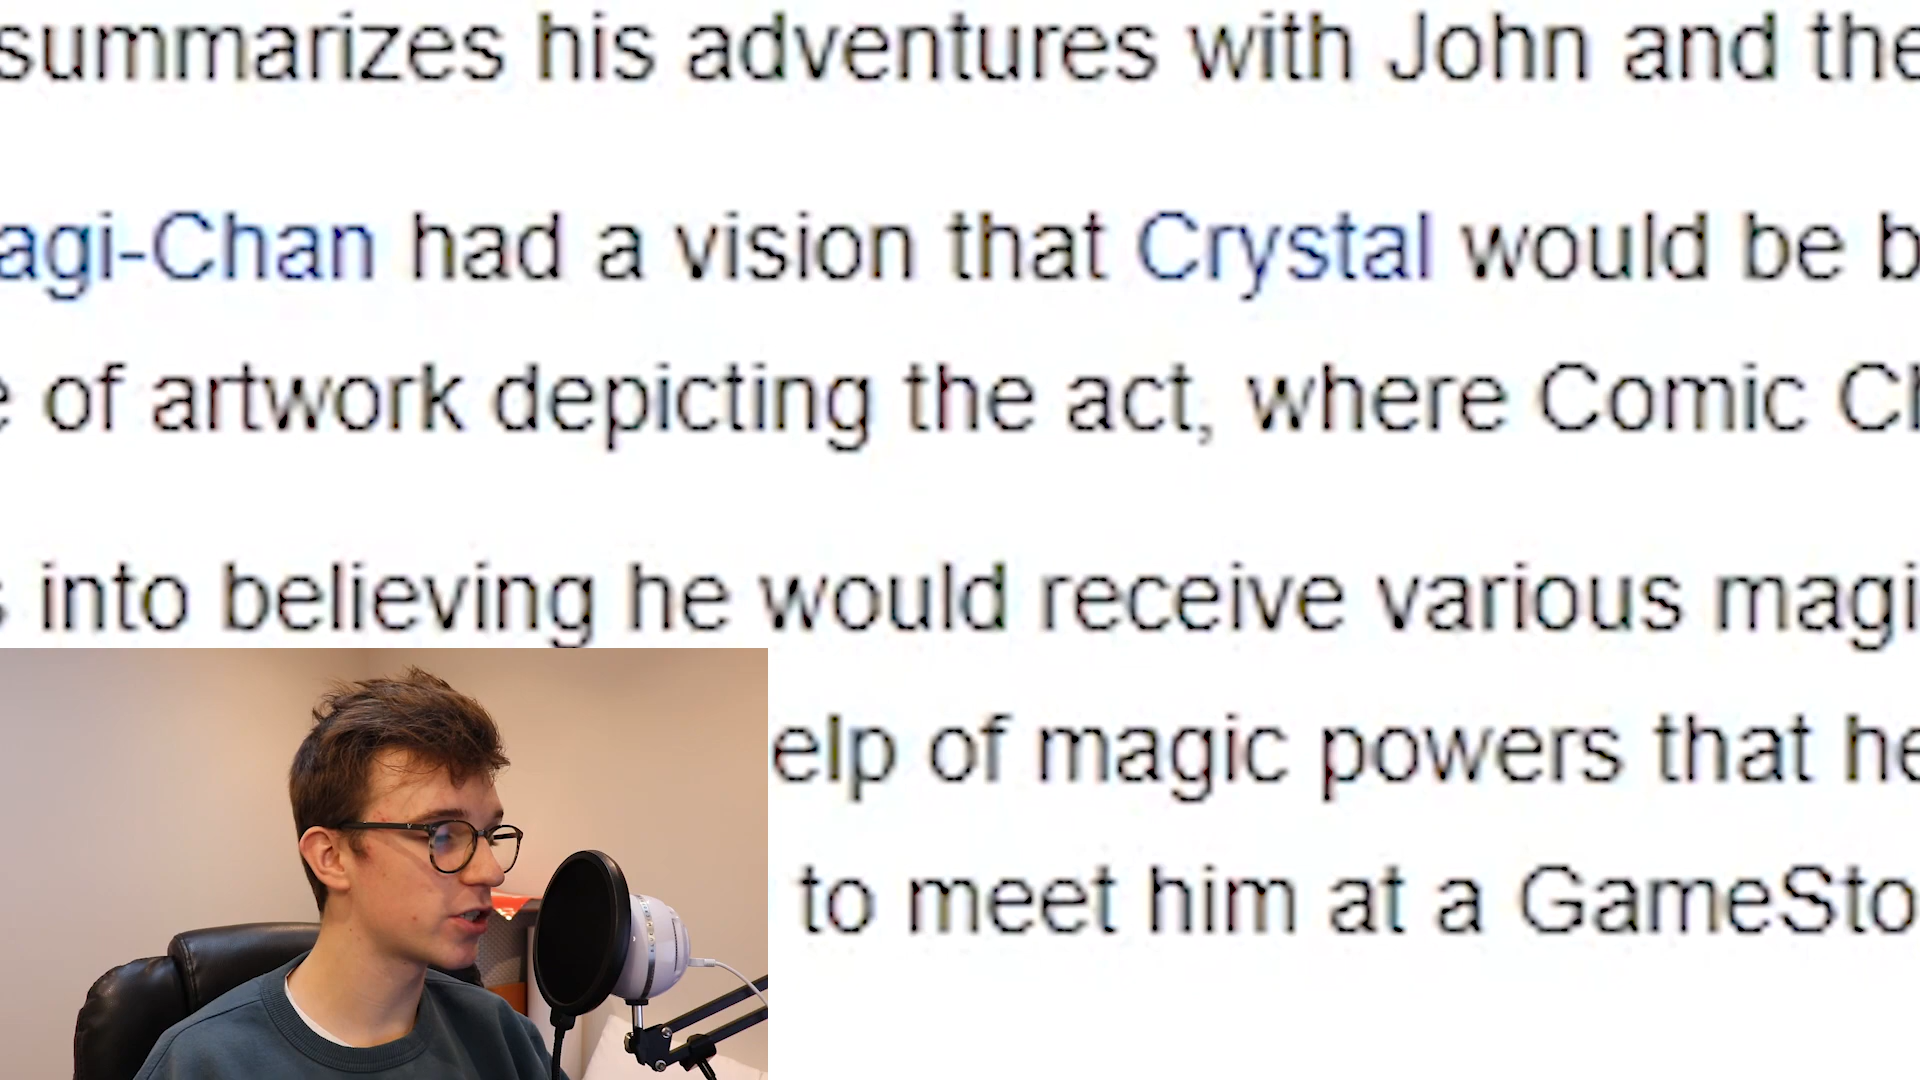 summarizes his adventures with John and the
agi-Chan had a vision that Crystal would be b
e of artwork depicting the act, where Comic Ch
s into believing he would receive various magi
elp of magic powers that he
to meet him at a GameSto